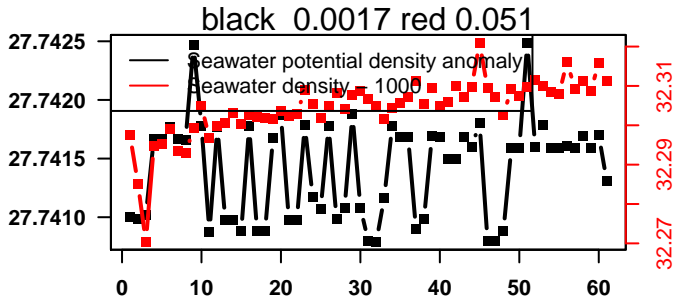 black 0.0017 red 0.051
27.7425
27.7420
27.7415
27.7410
Seawater potential density anomaly
Seawater density - 1000
32.31
32.29
32.27
0 10 20 30 40 50 60